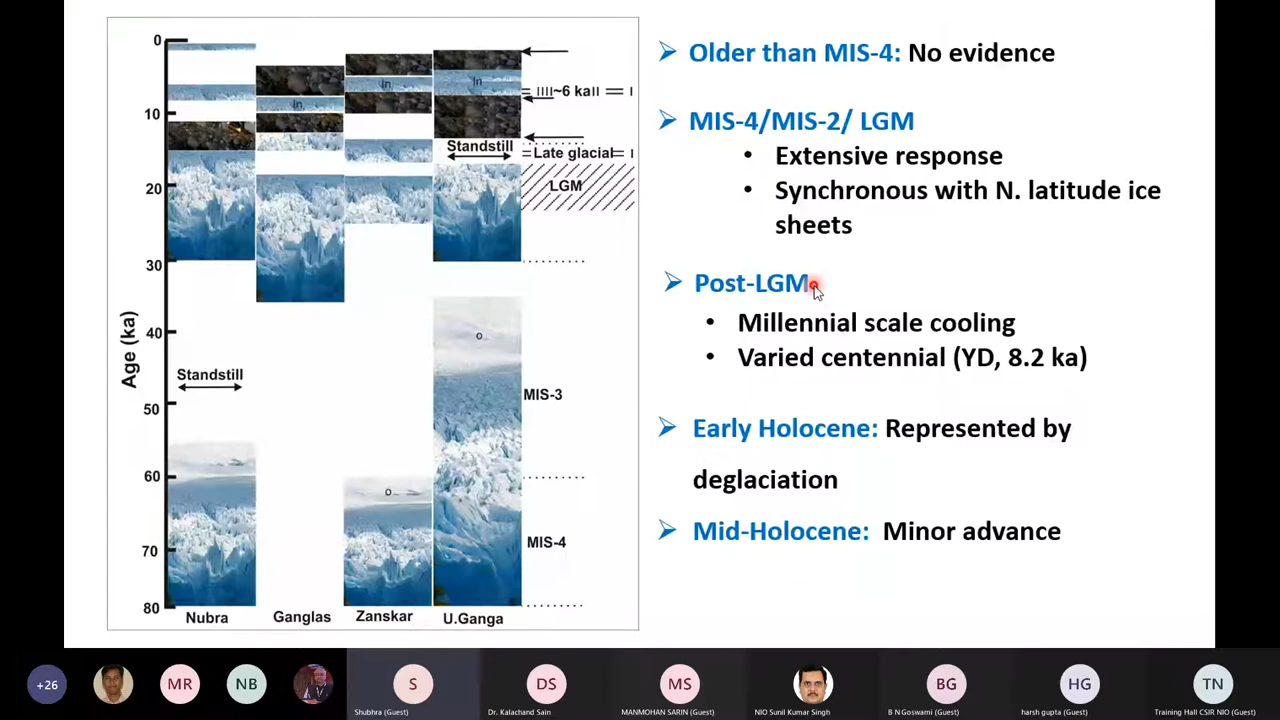 0
10
20
30
40
50
60
70
80
Age (ka)
In
In
In
IIII~6 kaII
I
Standstill
Late glacial
I
LGM
Standstill
o
o
MIS-3
MIS-4
Nubra
Ganglas
Zanskar
U.Ganga
Older than MIS-4: No evidence
MIS-4/MIS-2/ LGM
• Extensive response
• Synchronous with N. latitude ice
sheets
Post-LGM
• Millennial scale cooling
• Varied centennial (YD, 8.2 ka)
Early Holocene: Represented by
deglaciation
Mid-Holocene: Minor advance
+26
MR
NB
S
DS
MS
BG
HG
TN
Shubhra (Guest)
Dr. Kalachand Sain
MANMOHAN SARIN (Guest)
NIO Sunil Kumar Singh
B N Goswami (Guest)
harsh gupta (Guest)
Training Hall CSIR NIO (Guest)